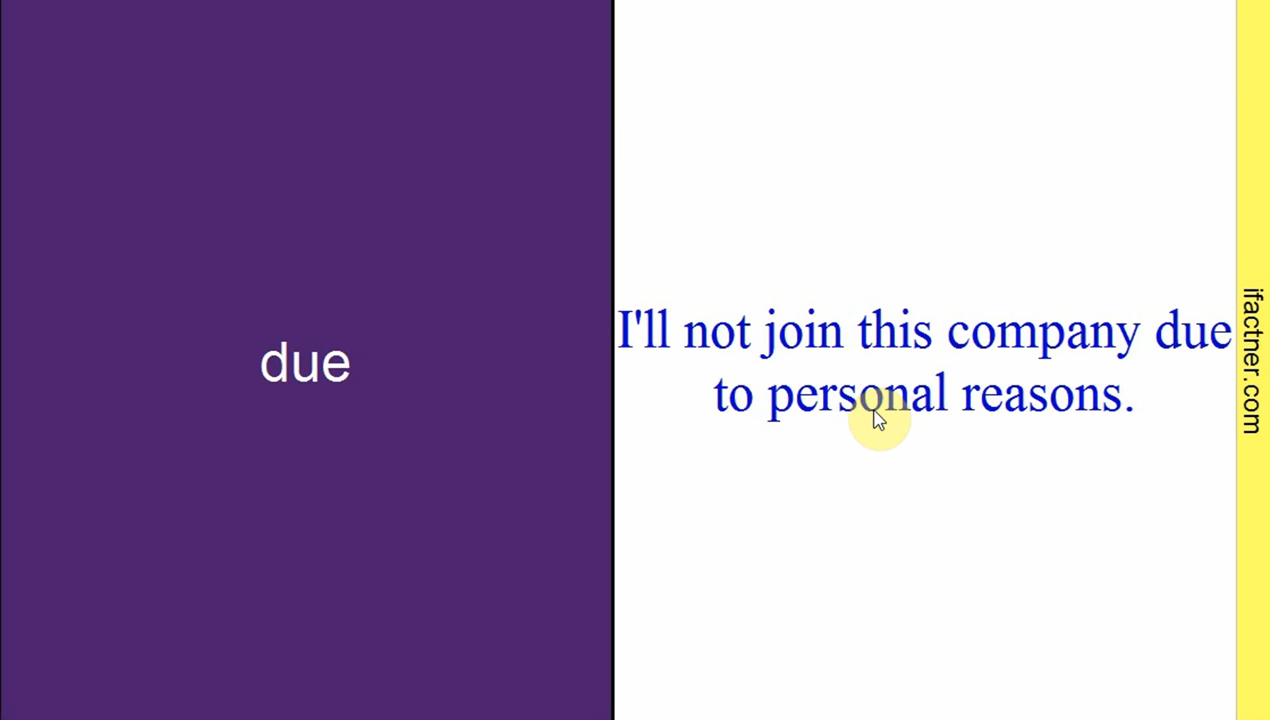 due
I'll not join this company due
to personal reasons.
ifactner.com